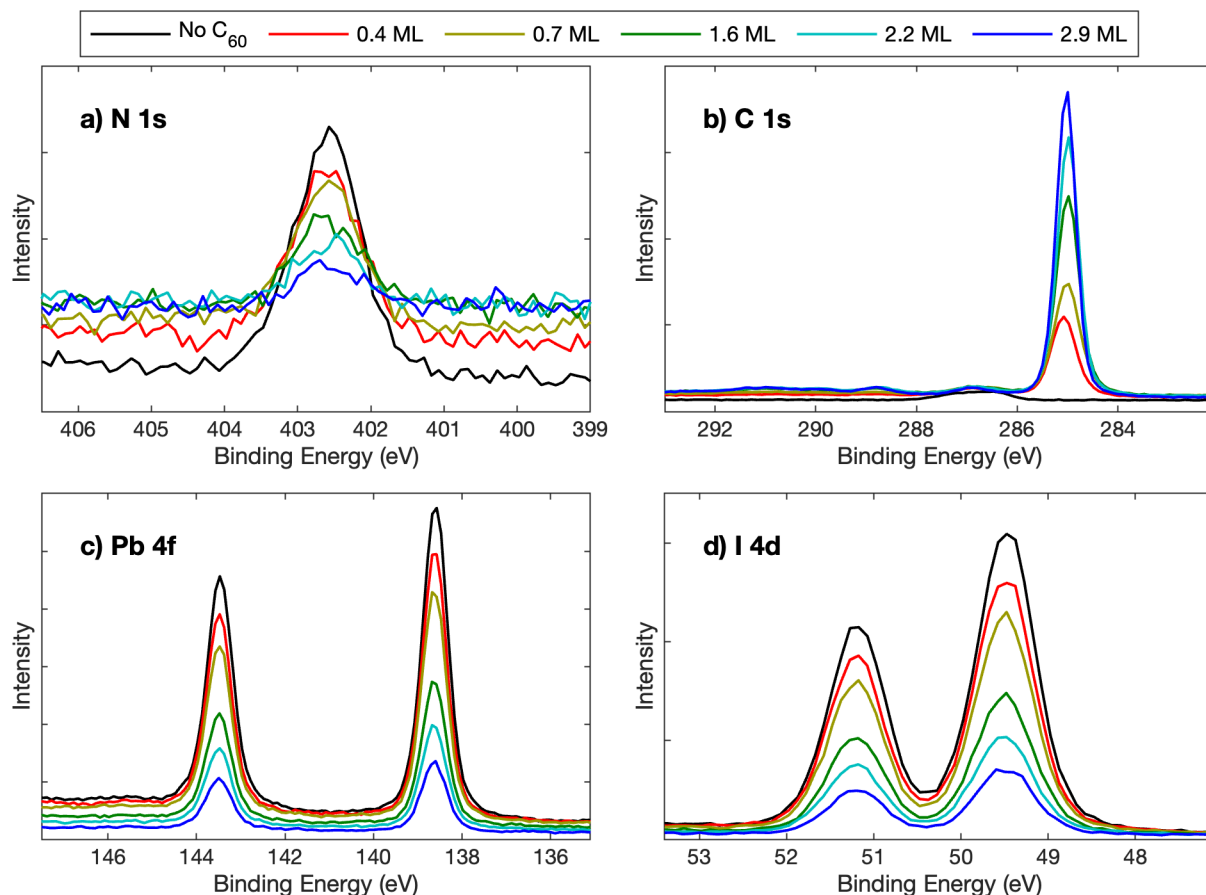 No C60 0.4 ML 0.7 ML 1.6 ML 2.2 ML 2.9 ML
a) N 1s
Intensity
406 405 404 403 402 401 400 399
Binding Energy (eV)
b) C 1s
Intensity
292 290 288 286 284
Binding Energy (eV)
c) Pb 4f
Intensity
146 144 142 140 138 136
Binding Energy (eV)
d) I 4d
Intensity
53 52 51 50 49 48
Binding Energy (eV)